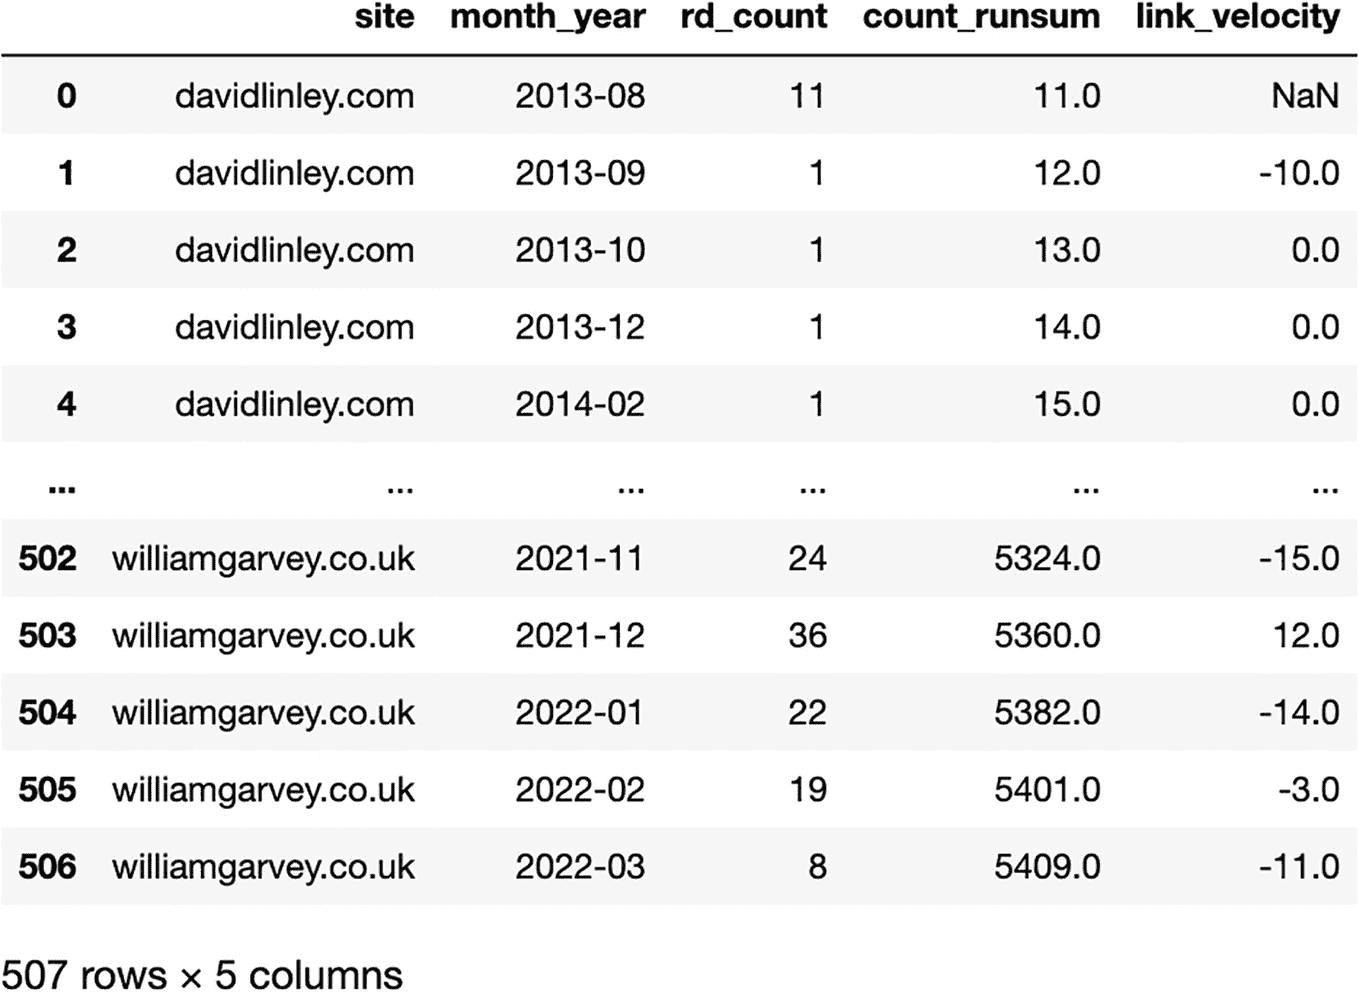 site month_year rd_count count_runsum link_velocity
0 davidlinley.com 2013-08 11 11.0 NaN
1 davidlinley.com 2013-09 1 12.0 -10.0
2 davidlinley.com 2013-10 1 13.0 0.0
3 davidlinley.com 2013-12 1 14.0 0.0
4 davidlinley.com 2014-02 1 15.0 0.0
... ... ... ... ... ...
502 williamgarvey.co.uk 2021-11 24 5324.0 -15.0
503 williamgarvey.co.uk 2021-12 36 5360.0 12.0
504 williamgarvey.co.uk 2022-01 22 5382.0 -14.0
505 williamgarvey.co.uk 2022-02 19 5401.0 -3.0
506 williamgarvey.co.uk 2022-03 8 5409.0 -11.0
507 rows × 5 columns